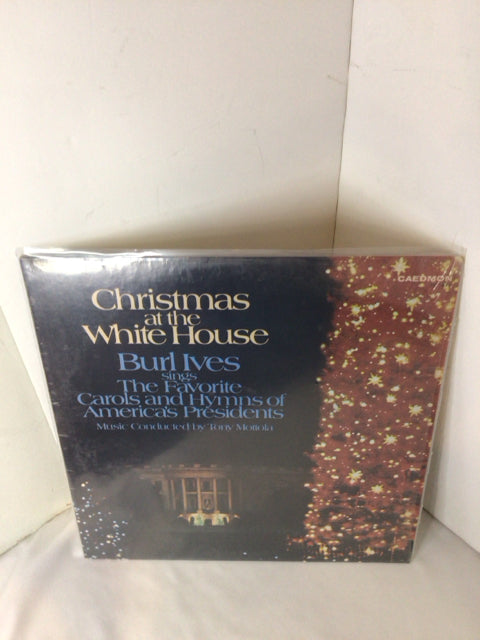 CAEDMON
Christmas
at the
White House
Burl Ives
sings
The Favorite
Carols and Hymns of
America's Presidents
Music Conducted by Tony Mottola